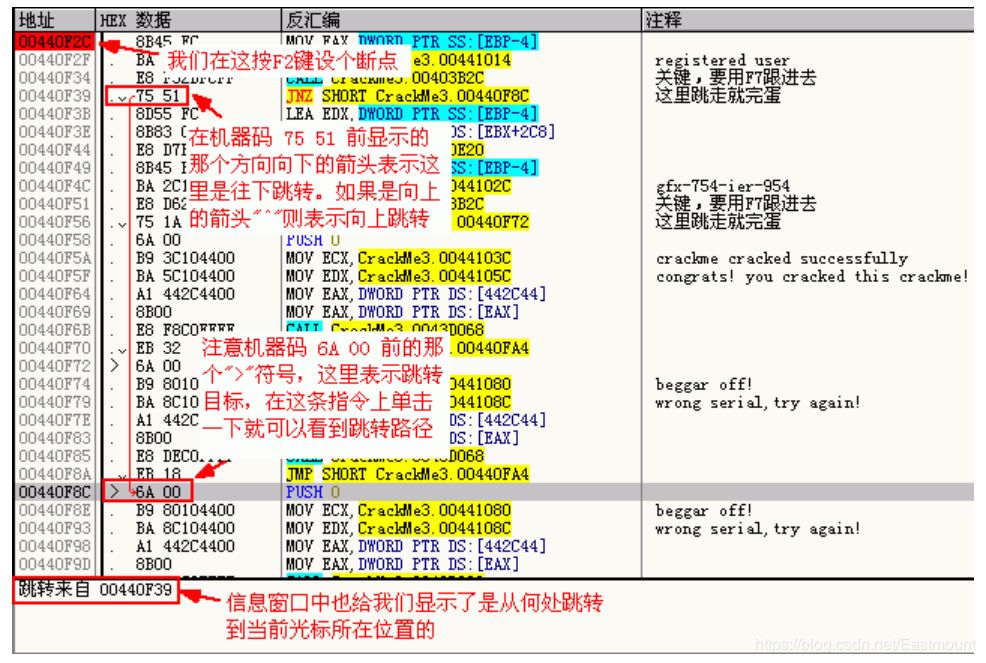 地址 HEX 数据 反汇编 注释
00440F2C . 8B45 FC MOV EAX,DWORD PTR SS:[EBP-4]
我们在这按F2键设个断点
00440F2F . BA e3.00441014 registered user
00440F34 . E8 CALL CrackMe3.00403B2C 关键，要用F7跟进去
00440F39 .⌄75 51 JNZ SHORT CrackMe3.00440F8C 这里跳走就完蛋
00440F3B . 8D55 FC LEA EDX,DWORD PTR SS:[EBP-4]
00440F3E . 8B83 DS:[EBX+2C8]
00440F44 . E8 D7
00440F49 . 8B45 SS:[EBP-4]
00440F4C . BA 2C1 44102C gfx-754-ier-954
00440F51 . E8 D62 3B2C 关键，要用F7跟进去
00440F56 .⌄75 1A 00440F72 这里跳走就完蛋
在机器码 75 51 前显示的
那个方向向下的箭头表示这
里是往下跳转。如果是向上
的箭头"^"则表示向上跳转
00440F58 . 6A 00 PUSH 0
00440F5A . B9 3C104400 MOV ECX,CrackMe3.0044103C crackme cracked successfully
00440F5F . BA 5C104400 MOV EDX,CrackMe3.0044105C congrats! you cracked this crackme!
00440F64 . A1 442C4400 MOV EAX,DWORD PTR DS:[442C44]
00440F69 . 8B00 MOV EAX,DWORD PTR DS:[EAX]
00440F6B . E8 F8C0FFFF CALL CrackMe3.0043D068
00440F70 .⌄EB 32 .00440FA4
00440F72 > 6A 00
00440F74 . B9 8010 441080 beggar off!
00440F79 . BA 8C10 44108C wrong serial,try again!
00440F7E . A1 442C DS:[442C44]
00440F83 . 8B00 DS:[EAX]
00440F85 . E8 DEC0 D068
注意机器码 6A 00 前的那
个">"符号，这里表示跳转
目标，在这条指令上单击
一下就可以看到跳转路径
00440F8A .⌄EB 18 JMP SHORT CrackMe3.00440FA4
00440F8C > 6A 00 PUSH 0
00440F8E . B9 80104400 MOV ECX,CrackMe3.00441080 beggar off!
00440F93 . BA 8C104400 MOV EDX,CrackMe3.0044108C wrong serial,try again!
00440F98 . A1 442C4400 MOV EAX,DWORD PTR DS:[442C44]
00440F9D . 8B00 MOV EAX,DWORD PTR DS:[EAX]
跳转来自 00440F39
信息窗口中也给我们显示了是从何处跳转
到当前光标所在位置的
https://blog.csdn.net/Eastmount